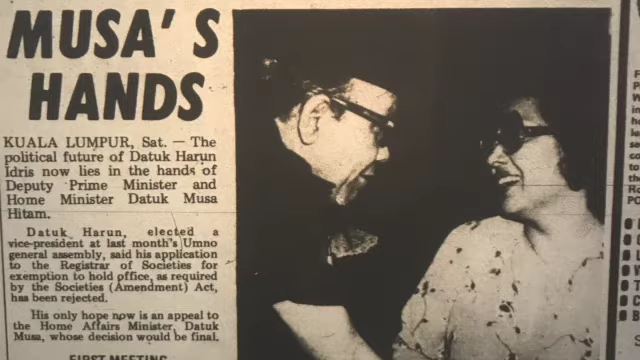 MUSA'S
HANDS
KUALA LUMPUR, Sat. — The
political future of Datuk Harun
Idris now lies in the hands of
Deputy Prime Minister and
Home Minister Datuk Musa
Hitam.
Datuk Harun, elected a
vice-president at last month's Umno
general assembly, said his application
to the Registrar of Societies for
exemption to hold office, as required
by the Societies (Amendment) Act,
has been rejected.
His only hope now is an appeal to
the Home Affairs Minister, Datuk
Musa, whose decision would be final.
FIRST MEETING